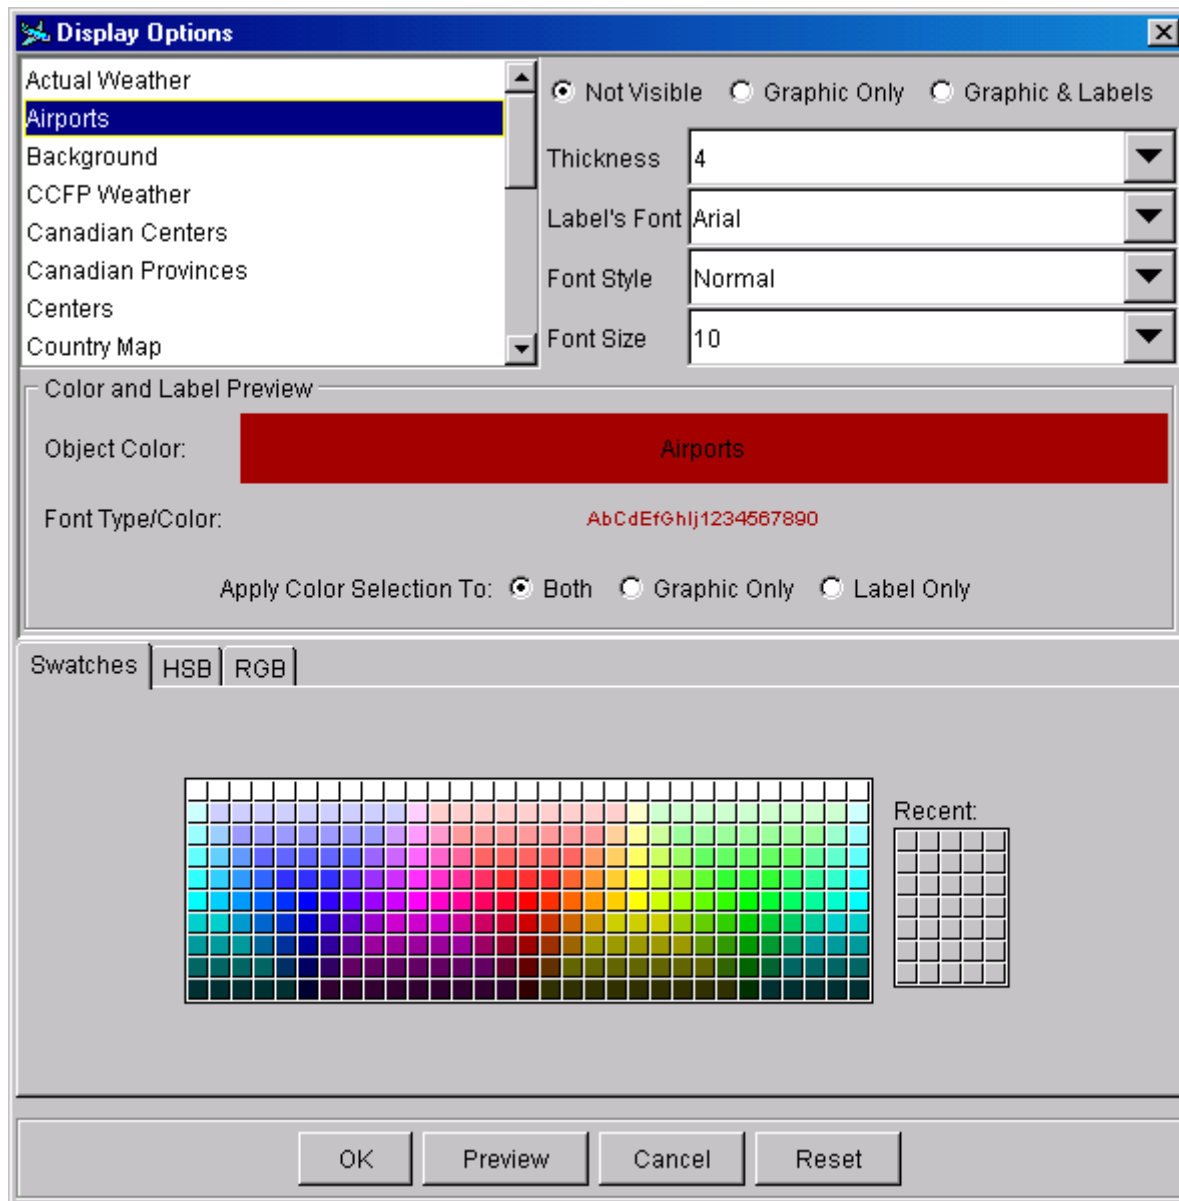 Display Options
Actual Weather
Airports
Background
CCFP Weather
Canadian Centers
Canadian Provinces
Centers
Country Map
Not Visible Graphic Only Graphic & Labels
Thickness 4
Label's Font Arial
Font Style Normal
Font Size 10
Color and Label Preview
Object Color: Airports
Font Type/Color: AbCdEfGhIj1234567890
Apply Color Selection To: Both Graphic Only Label Only
Swatches HSB RGB
Recent:
OK Preview Cancel Reset